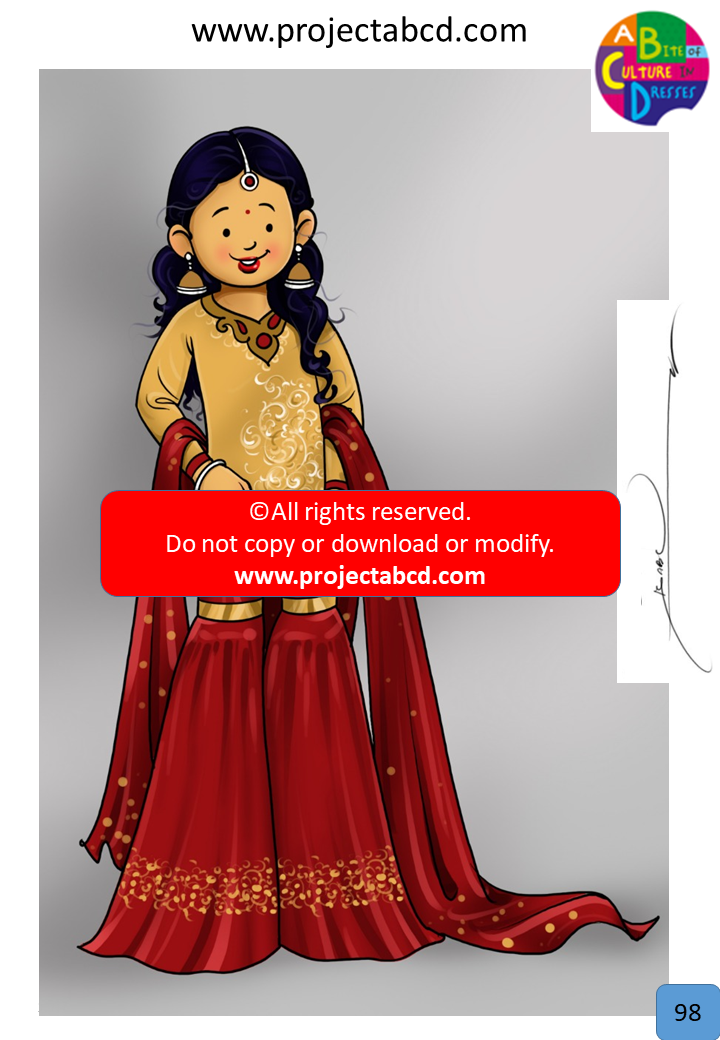 www.projectabcd.com
A BITE OF
CULTURE IN
DRESSES
©All rights reserved.
Do not copy or download or modify.
www.projectabcd.com
98